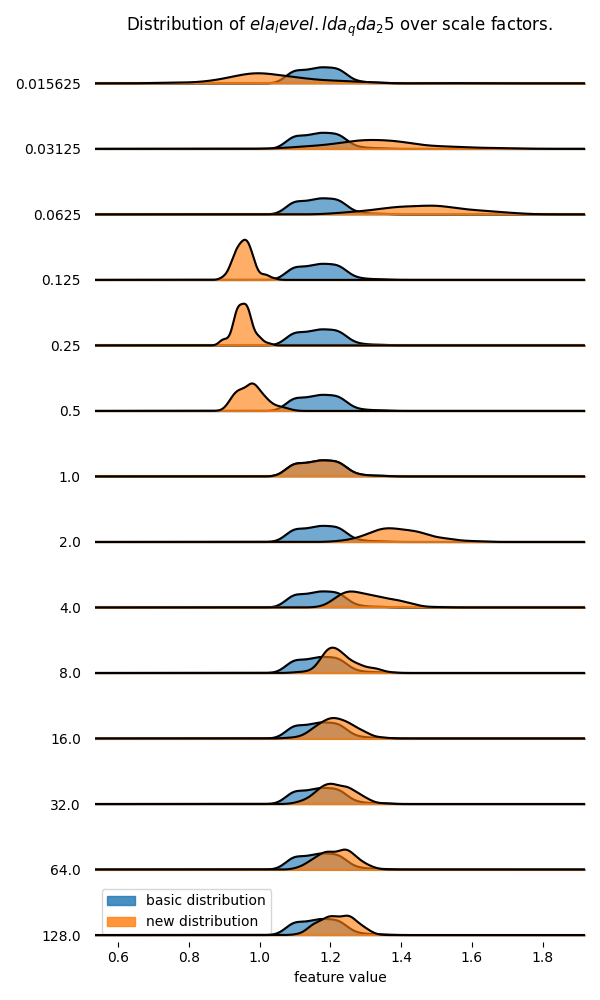 Distribution of ela_level.lda_qda_25 over scale factors.
0.015625
0.03125
0.0625
0.125
0.25
0.5
1.0
2.0
4.0
8.0
16.0
32.0
64.0
128.0
basic distribution
new distribution
0.6 0.8 1.0 1.2 1.4 1.6 1.8
feature value